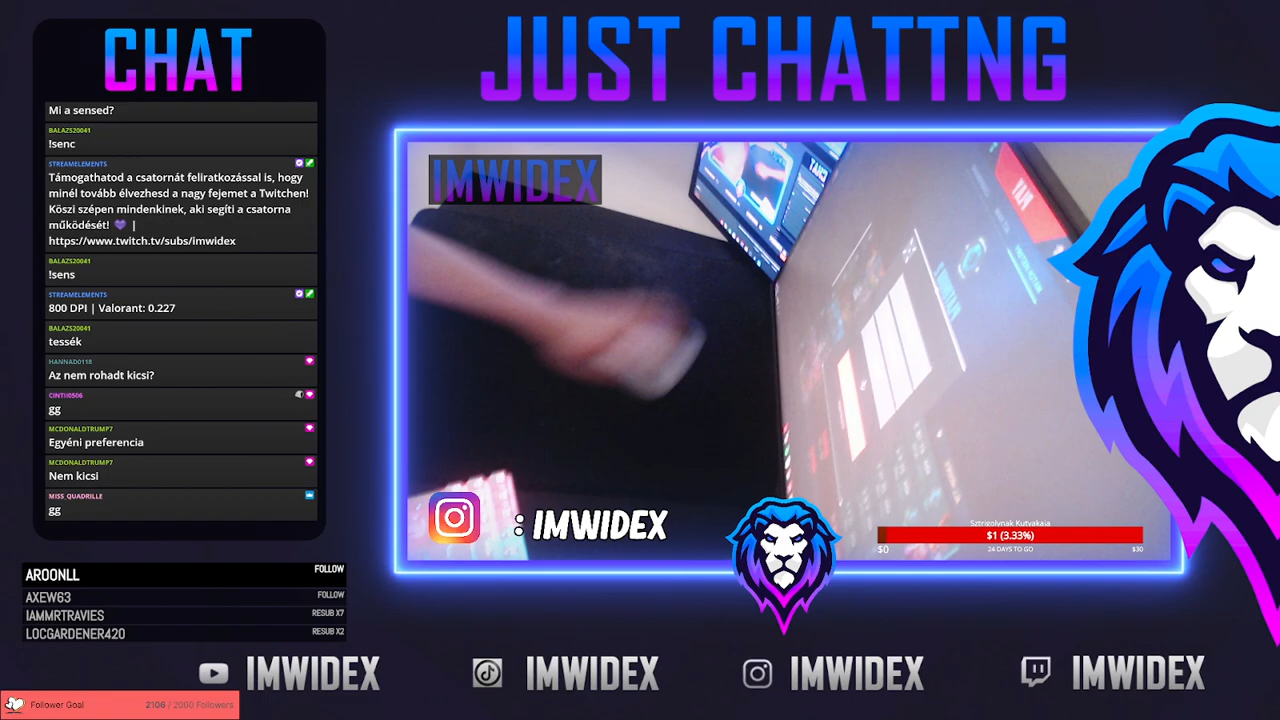 CHAT
Mi a sensed?
BALAZS20041
!senc
STREAMELEMENTS
Támogathatod a csatornát feliratkozással is, hogy
minél tovább élvezhesd a nagy fejemet a Twitchen!
Köszi szépen mindenkinek, aki segíti a csatorna
működését! 💜 |
https://www.twitch.tv/subs/imwidex
BALAZS20041
!sens
STREAMELEMENTS
800 DPI | Valorant: 0.227
BALAZS20041
tessék
HANNAD0118
Az nem rohadt kicsi?
CINTII0506
gg
MCDONALDTRUMP7
Egyéni preferencia
MCDONALDTRUMP7
Nem kicsi
MISS_QUADRILLE
gg
AROONLL FOLLOW
AXEW63 FOLLOW
IAMMRTRAVIES RESUB X7
LOCGARDENER420 RESUB X2
JUST CHATTNG
IMWIDEX
: IMWIDEX
Sztrigolynak Kutyakaja
$1 (3.33%)
$0 24 DAYS TO GO $30
IMWIDEX IMWIDEX IMWIDEX IMWIDEX
Follower Goal 2106 / 2000 Followers